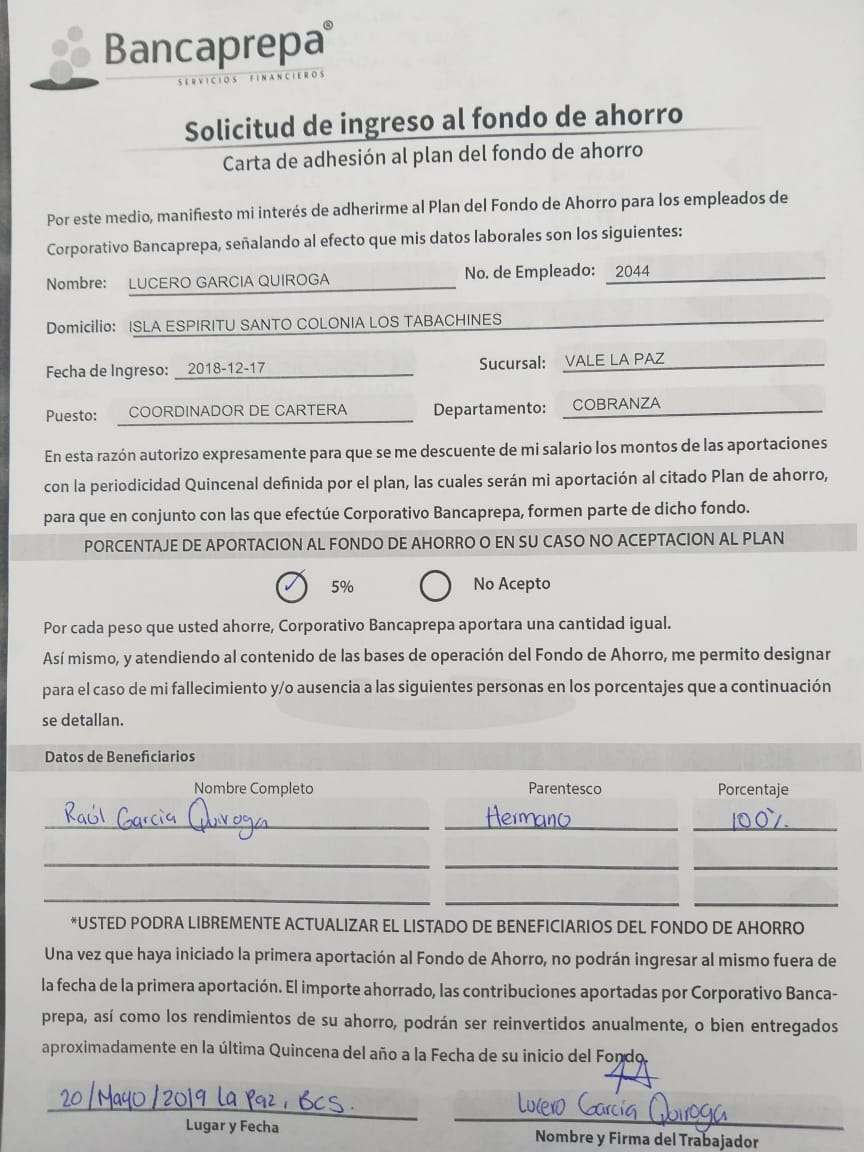 Bancaprepa®
SERVICIOS FINANCIEROS
Solicitud de ingreso al fondo de ahorro
Carta de adhesión al plan del fondo de ahorro
Por este medio, manifiesto mi interés de adherirme al Plan del Fondo de Ahorro para los empleados de
Corporativo Bancaprepa, señalando al efecto que mis datos laborales son los siguientes:
Nombre: LUCERO GARCIA QUIROGA No. de Empleado: 2044
Domicilio: ISLA ESPIRITU SANTO COLONIA LOS TABACHINES
Fecha de Ingreso: 2018-12-17 Sucursal: VALE LA PAZ
Puesto: COORDINADOR DE CARTERA Departamento: COBRANZA
En esta razón autorizo expresamente para que se me descuente de mi salario los montos de las aportaciones
con la periodicidad Quincenal definida por el plan, las cuales serán mi aportación al citado Plan de ahorro,
para que en conjunto con las que efectúe Corporativo Bancaprepa, formen parte de dicho fondo.
PORCENTAJE DE APORTACION AL FONDO DE AHORRO O EN SU CASO NO ACEPTACION AL PLAN
5% No Acepto
Por cada peso que usted ahorre, Corporativo Bancaprepa aportara una cantidad igual.
Así mismo, y atendiendo al contenido de las bases de operación del Fondo de Ahorro, me permito designar
para el caso de mi fallecimiento y/o ausencia a las siguientes personas en los porcentajes que a continuación
se detallan.
Datos de Beneficiarios
Nombre Completo Parentesco Porcentaje
Raúl Garcia Quiroga Hermano 100%
*USTED PODRA LIBREMENTE ACTUALIZAR EL LISTADO DE BENEFICIARIOS DEL FONDO DE AHORRO
Una vez que haya iniciado la primera aportación al Fondo de Ahorro, no podrán ingresar al mismo fuera de
la fecha de la primera aportación. El importe ahorrado, las contribuciones aportadas por Corporativo Banca-
prepa, así como los rendimientos de su ahorro, podrán ser reinvertidos anualmente, o bien entregados
aproximadamente en la última Quincena del año a la Fecha de su inicio del Fondo.
20/Mayo/2019 La Paz, BCS. Lucero Garcia Quiroga
Lugar y Fecha Nombre y Firma del Trabajador